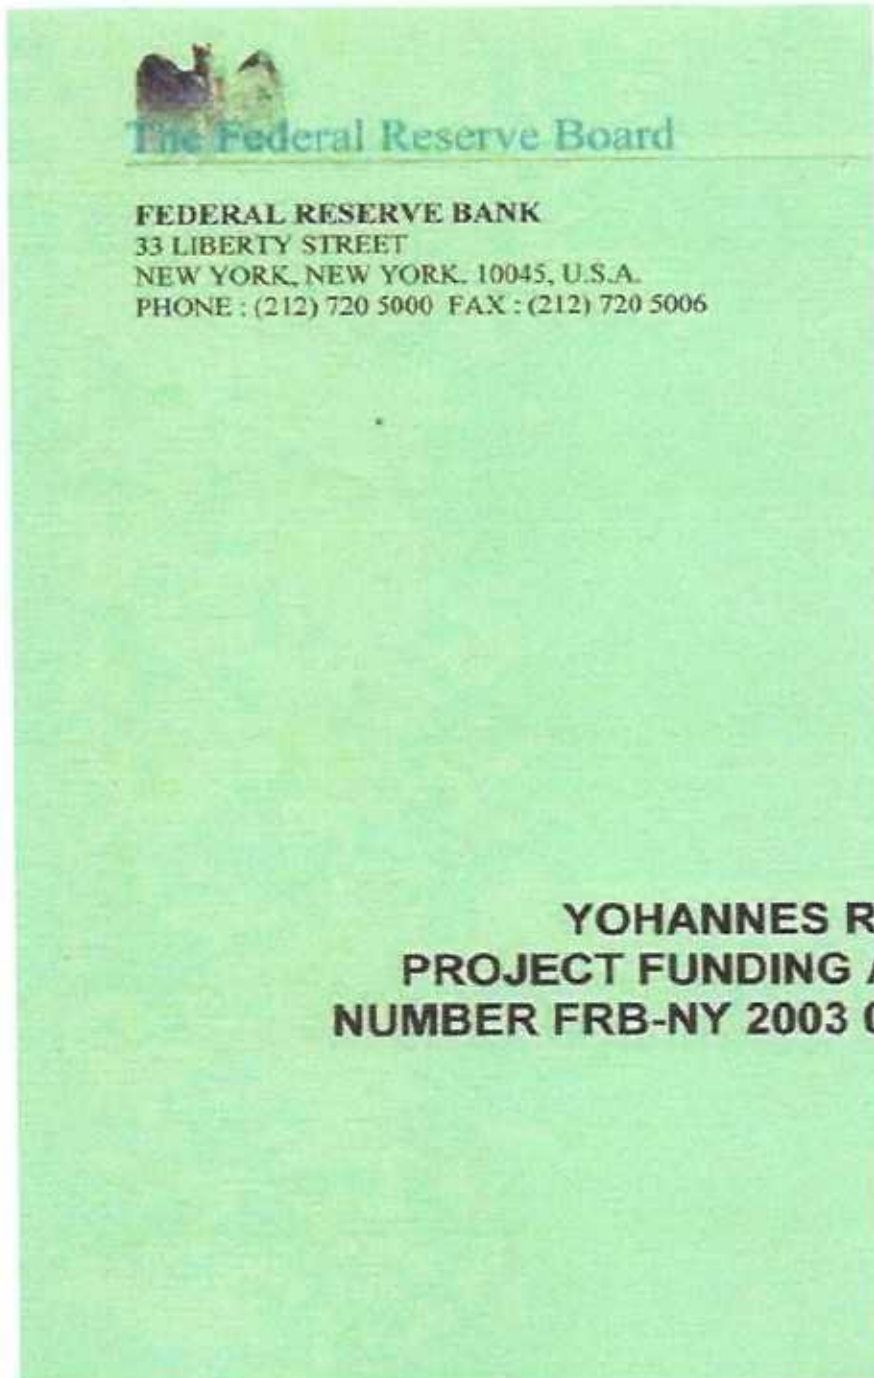 The Federal Reserve Board
FEDERAL RESERVE BANK
33 LIBERTY STREET
NEW YORK, NEW YORK. 10045, U.S.A.
PHONE : (212) 720 5000 FAX : (212) 720 5006
YOHANNES R
PROJECT FUNDING
NUMBER FRB-NY 2003